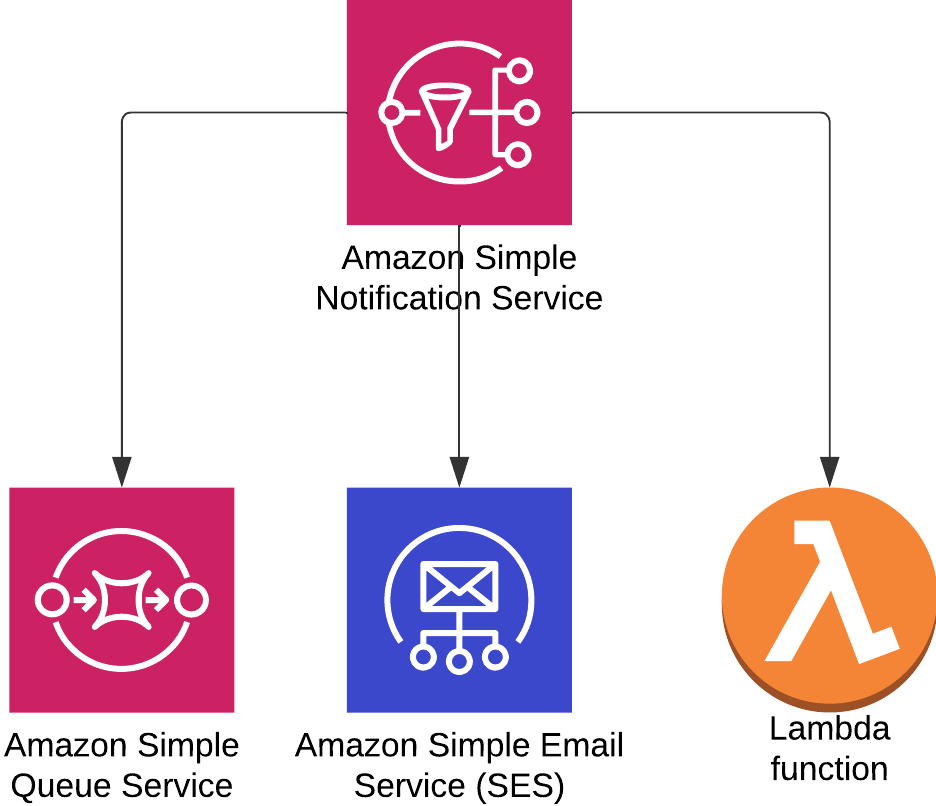 Amazon Simple
Notification Service
Amazon Simple
Queue Service
Amazon Simple Email
Service (SES)
Lambda
function